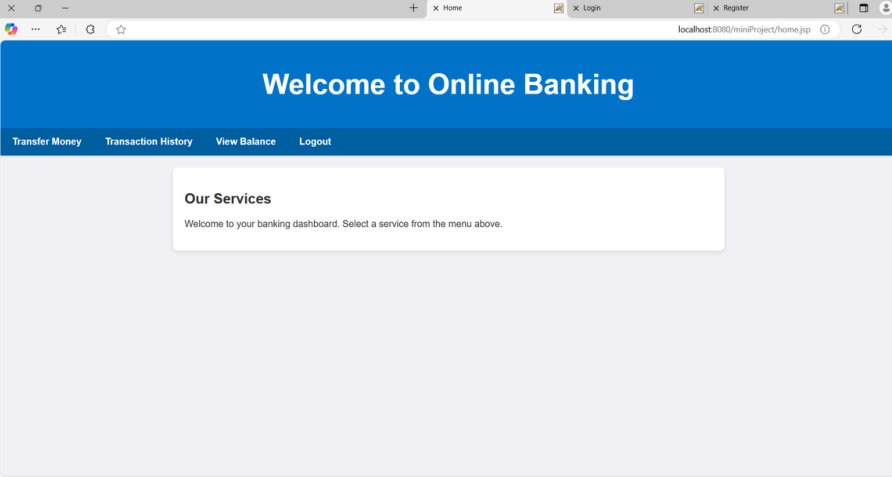 Home
Login
Register
localhost:8080/miniProject/home.jsp
Welcome to Online Banking
Transfer Money Transaction History View Balance Logout
Our Services
Welcome to your banking dashboard. Select a service from the menu above.